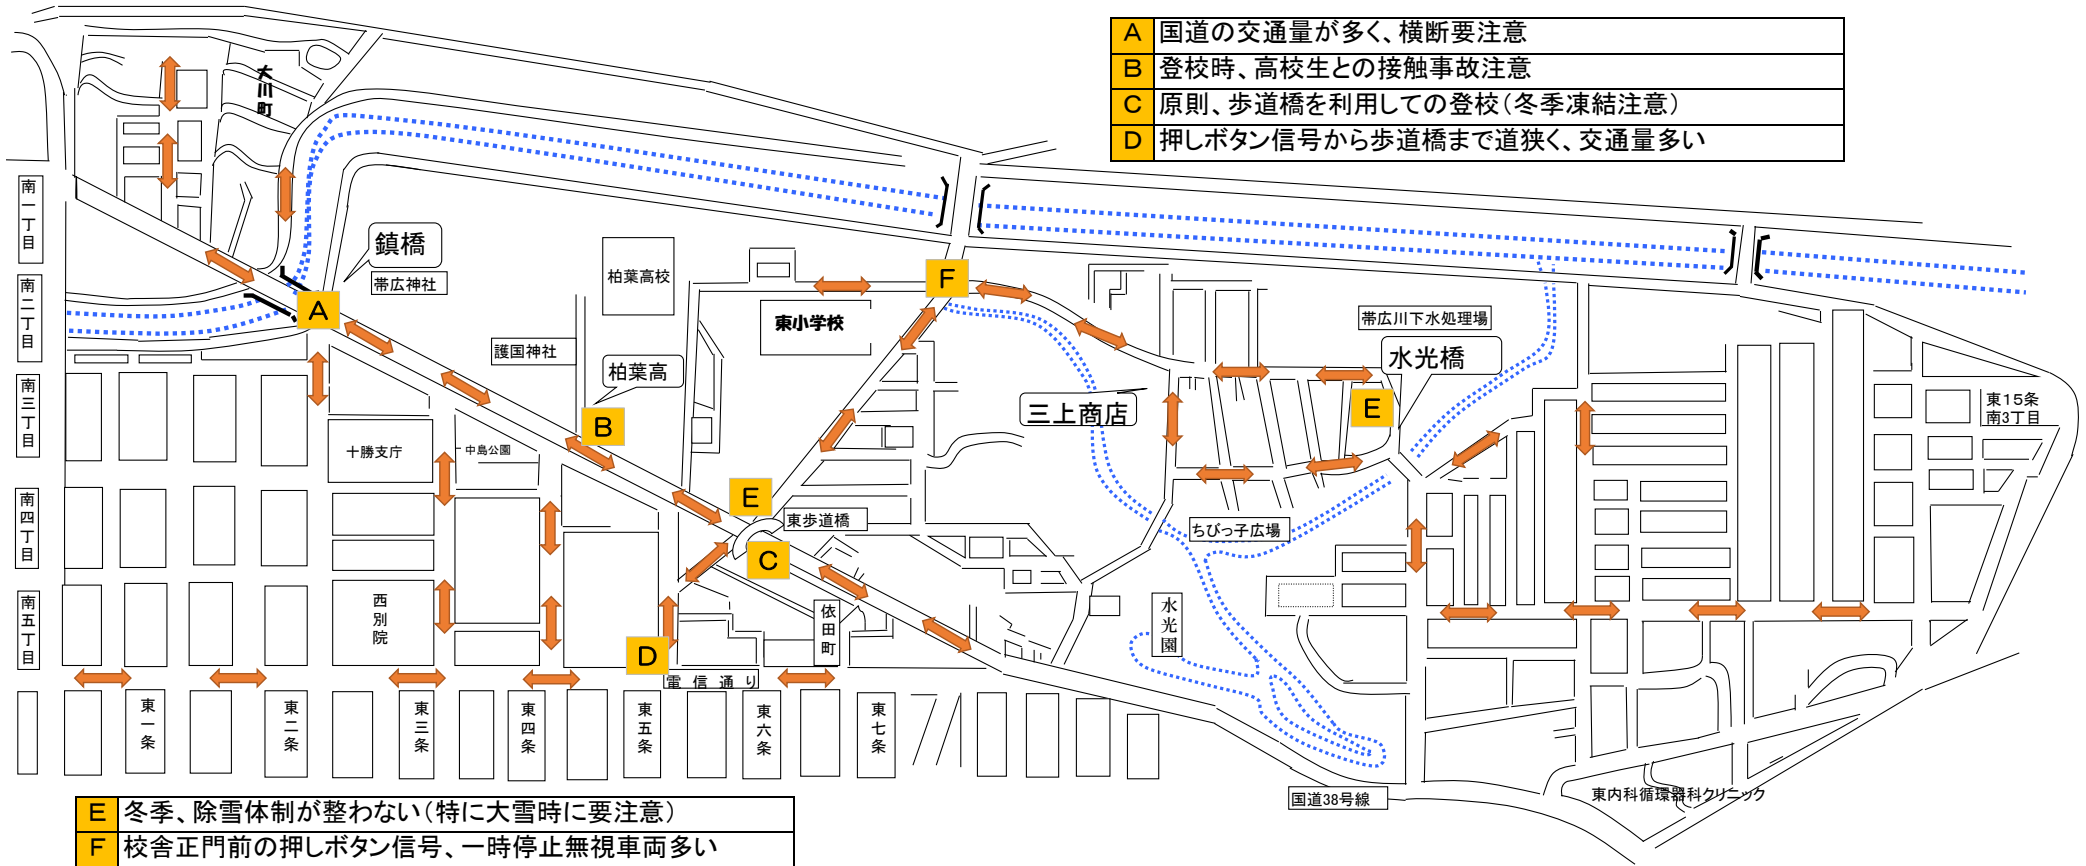 A 国道の交通量が多く、横断要注意
B 登校時、高校生との接触事故注意
C 原則、歩道橋を利用しての登校(冬季凍結注意)
D 押しボタン信号から歩道橋まで道狭く、交通量多い
大川町
南一丁目
南二丁目
南三丁目
南四丁目
南五丁目
鎮橋
帯広神社
A
柏葉高校
護国神社
柏葉高
B
東小学校
F
帯広川下水処理場
水光橋
E
三上商店
東15条
南3丁目
十勝支庁
中島公園
E
東歩道橋
C
ちびっ子広場
西別院
依田町
水光園
D
電信通り
東一条
東二条
東三条
東四条
東五条
東六条
東七条
国道38号線
東内科循環器科クリニック
E 冬季、除雪体制が整わない(特に大雪時に要注意)
F 校舎正門前の押しボタン信号、一時停止無視車両多い